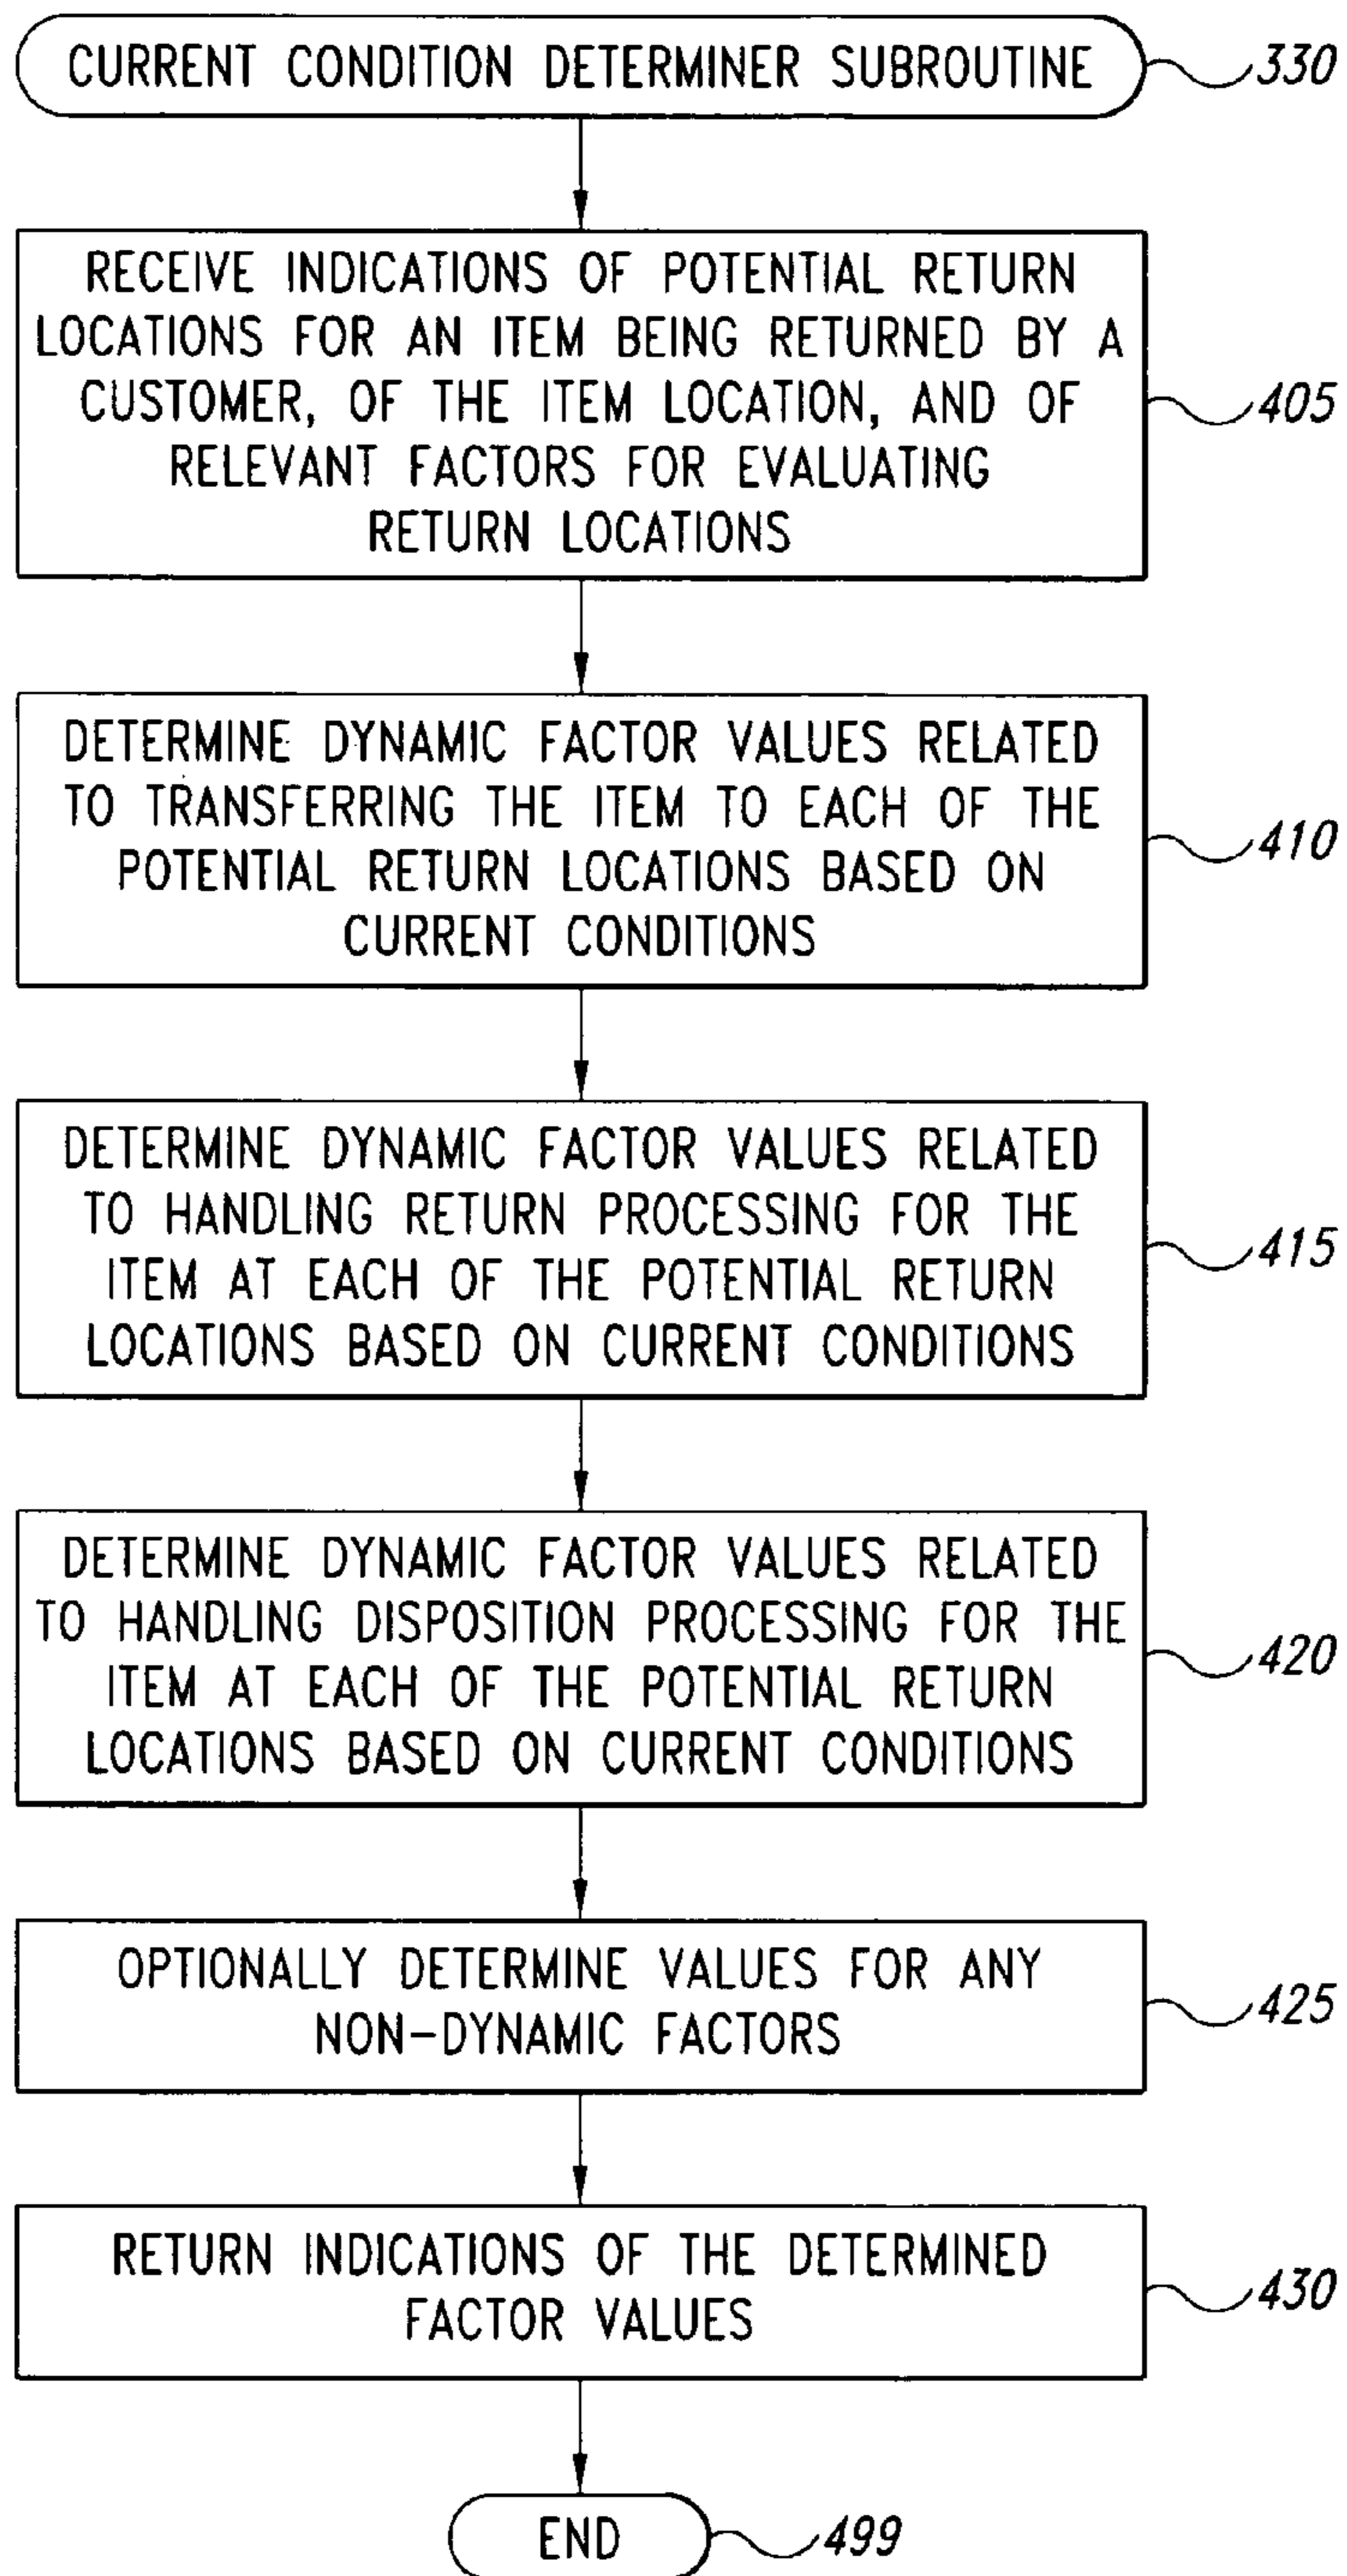 CURRENT CONDITION DETERMINER SUBROUTINE
330
RECEIVE INDICATIONS OF POTENTIAL RETURN
LOCATIONS FOR AN ITEM BEING RETURNED BY A
CUSTOMER, OF THE ITEM LOCATION, AND OF
RELEVANT FACTORS FOR EVALUATING
RETURN LOCATIONS
405
DETERMINE DYNAMIC FACTOR VALUES RELATED
TO TRANSFERRING THE ITEM TO EACH OF THE
POTENTIAL RETURN LOCATIONS BASED ON
CURRENT CONDITIONS
410
DETERMINE DYNAMIC FACTOR VALUES RELATED
TO HANDLING RETURN PROCESSING FOR THE
ITEM AT EACH OF THE POTENTIAL RETURN
LOCATIONS BASED ON CURRENT CONDITIONS
415
DETERMINE DYNAMIC FACTOR VALUES RELATED
TO HANDLING DISPOSITION PROCESSING FOR THE
ITEM AT EACH OF THE POTENTIAL RETURN
LOCATIONS BASED ON CURRENT CONDITIONS
420
OPTIONALLY DETERMINE VALUES FOR ANY
NON-DYNAMIC FACTORS
425
RETURN INDICATIONS OF THE DETERMINED
FACTOR VALUES
430
END
499